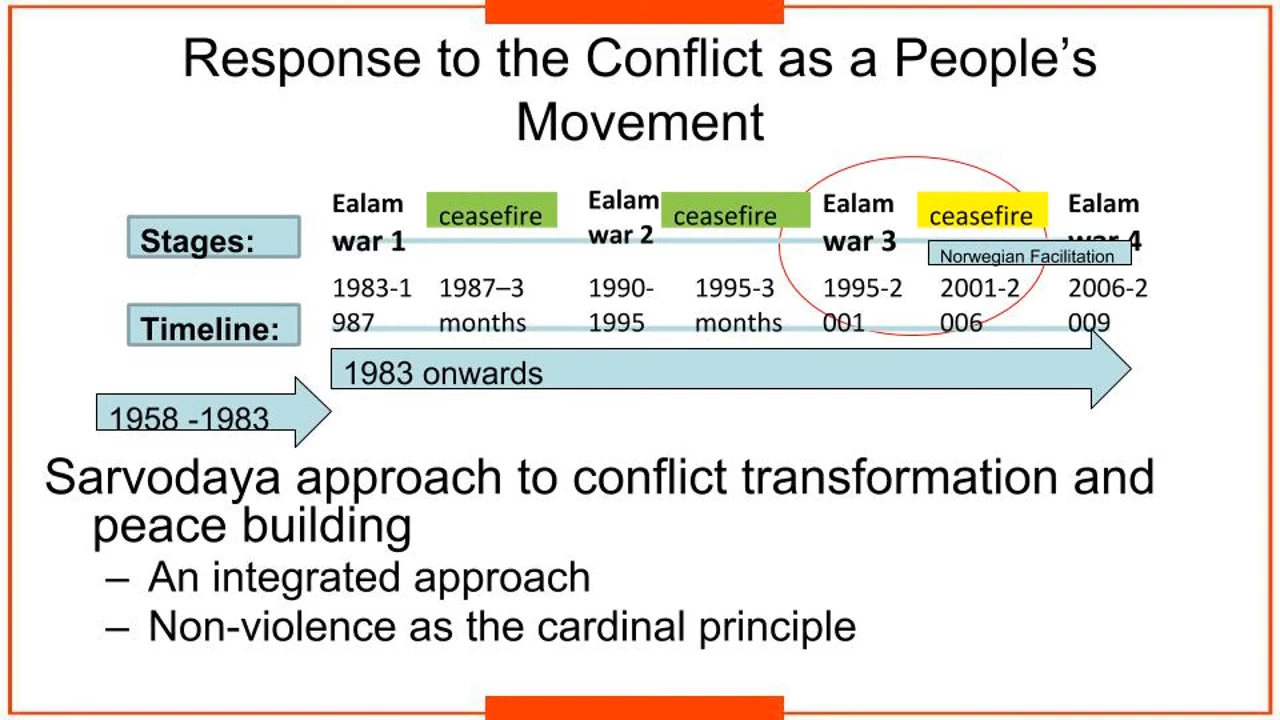 Response to the Conflict as a People’s
Movement
Stages:
Ealam
war 1
ceasefire
Ealam
war 2
ceasefire
Ealam
war 3
ceasefire
Ealam
war 4
Norwegian Facilitation
Timeline:
1983-1
987
1987–3
months
1990-
1995
1995-3
months
1995-2
001
2001-2
006
2006-2
009
1983 onwards
1958 -1983
Sarvodaya approach to conflict transformation and
peace building
– An integrated approach
– Non-violence as the cardinal principle